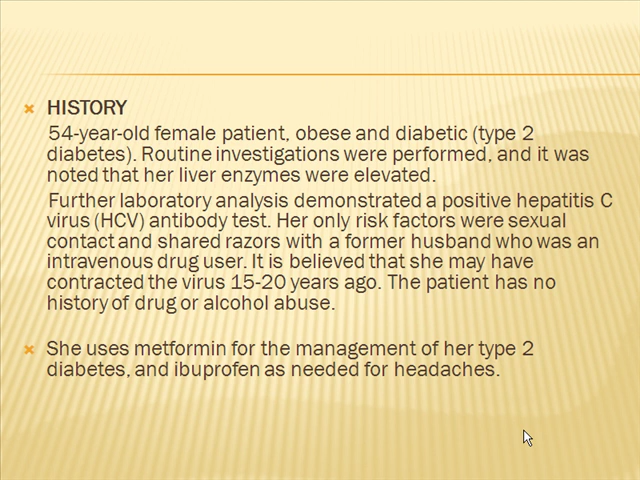 HISTORY
54-year-old female patient, obese and diabetic (type 2
diabetes). Routine investigations were performed, and it was
noted that her liver enzymes were elevated.
Further laboratory analysis demonstrated a positive hepatitis C
virus (HCV) antibody test. Her only risk factors were sexual
contact and shared razors with a former husband who was an
intravenous drug user. It is believed that she may have
contracted the virus 15-20 years ago. The patient has no
history of drug or alcohol abuse.
She uses metformin for the management of her type 2
diabetes, and ibuprofen as needed for headaches.